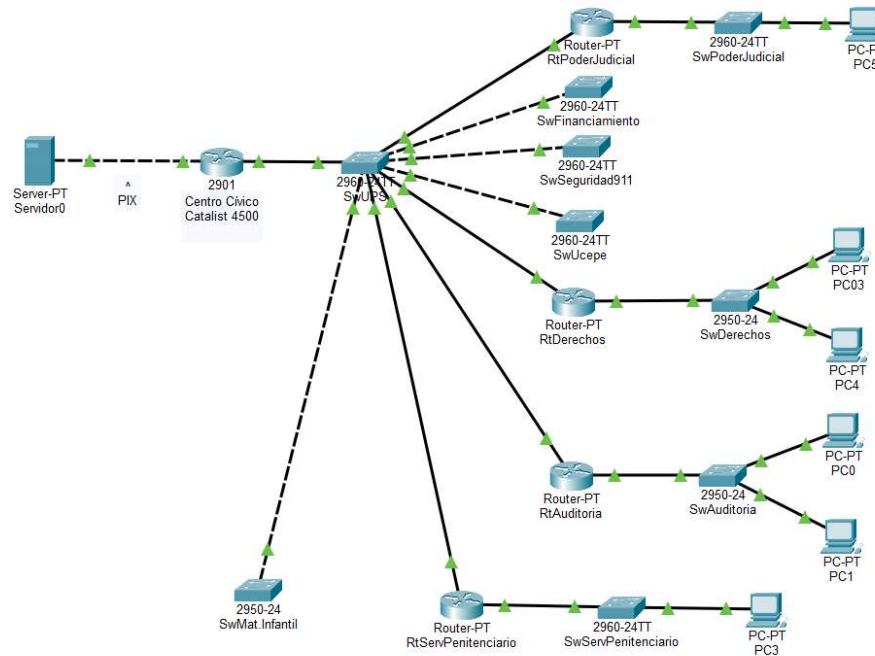 Router-PT
RtPoderJudicial
2960-24TT
SwPoderJudicial
PC-P
PC5
2960-24TT
SwFinanciamiento
2960-24TT
SwSeguridad911
2960-24TT
SwUcepe
Server-PT
Servidor0
^
PIX
2901
Centro Cívico
Catalist 4500
2960-24TT
SwUPS
PC-PT
PC03
Router-PT
RtDerechos
2950-24
SwDerechos
PC-PT
PC4
PC-PT
PC0
Router-PT
RtAuditoria
2950-24
SwAuditoria
PC-PT
PC1
2950-24
SwMat.Infantil
Router-PT
RtServPenitenciario
2960-24TT
SwServPenitenciario
PC-PT
PC3